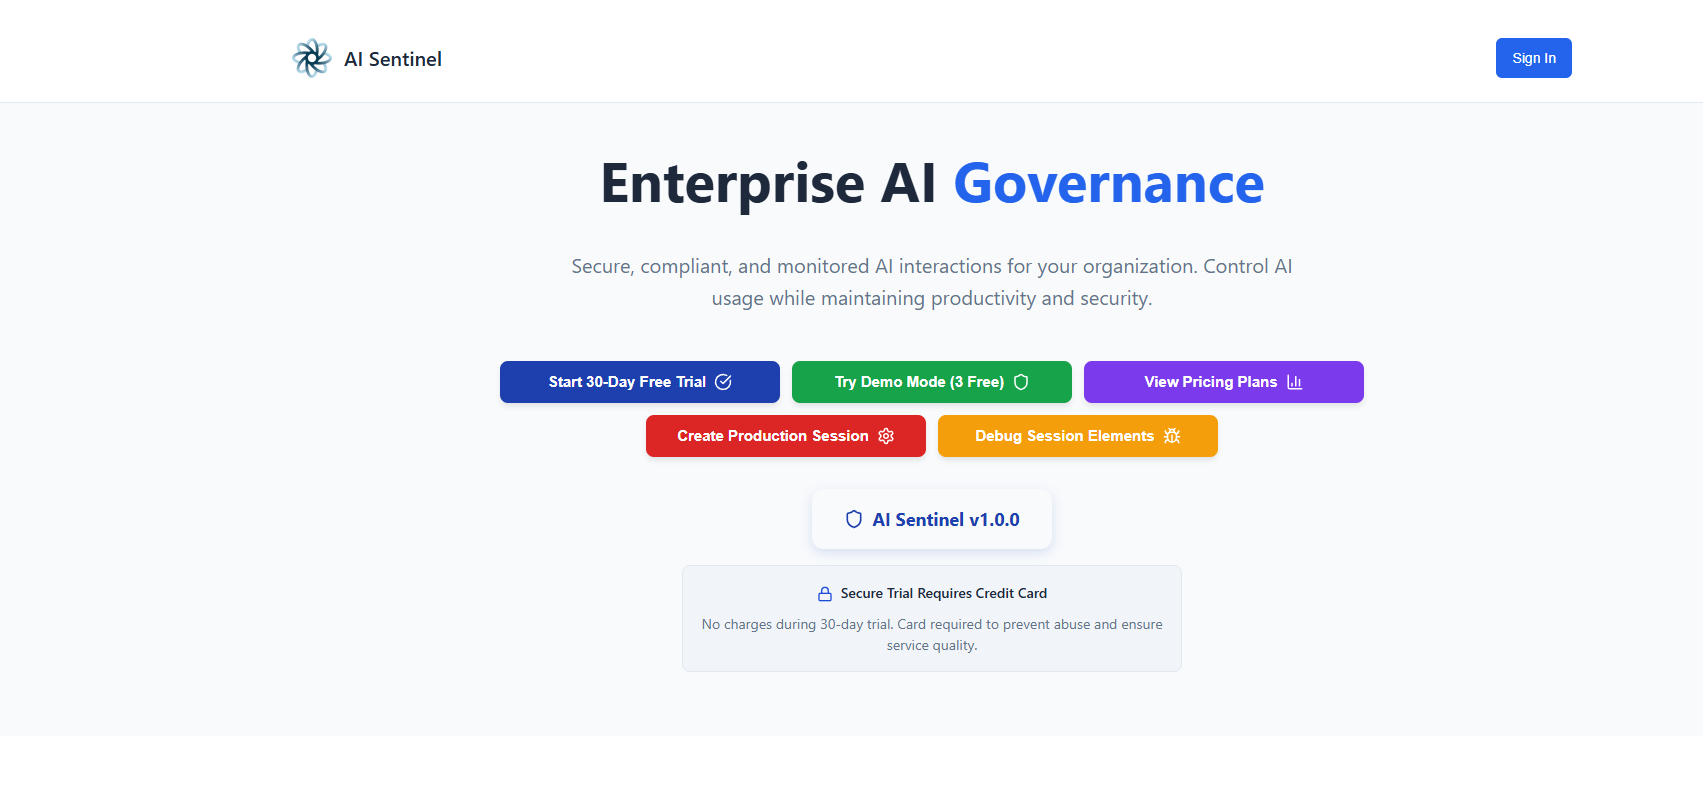 AI Sentinel
Sign In
Enterprise AI Governance
Secure, compliant, and monitored AI interactions for your organization. Control AI
usage while maintaining productivity and security.
Start 30-Day Free Trial
Try Demo Mode (3 Free)
View Pricing Plans
Create Production Session
Debug Session Elements
AI Sentinel v1.0.0
Secure Trial Requires Credit Card
No charges during 30-day trial. Card required to prevent abuse and ensure
service quality.